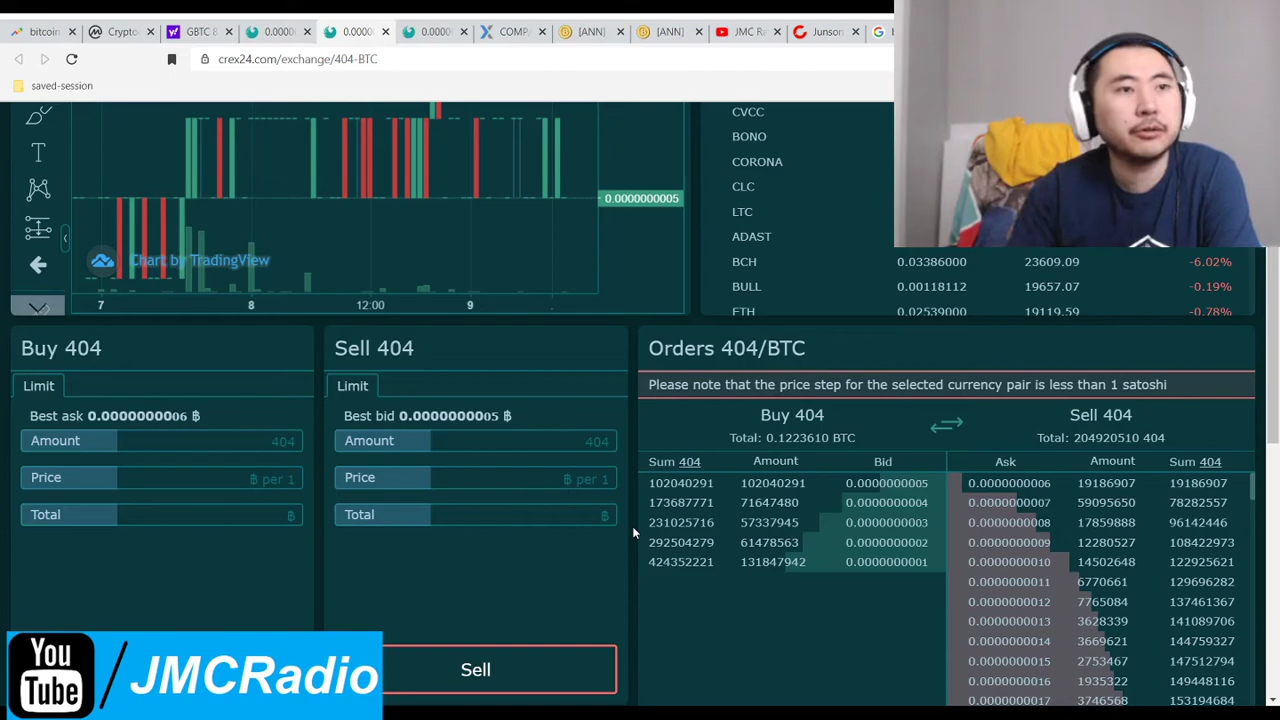 bitcoin
Crypto
GBTC 8
0.0000
0.0000
0.0000
COMP
[ANN]
[ANN]
JMC R
Junson
b
crex24.com/exchange/404-BTC
saved-session
0.0000000005
Chart by TradingView
7 8 12:00 9
CVCC
BONO
CORONA
CLC
LTC
ADAST
BCH 0.03386000 23609.09 -6.02%
BULL 0.00118112 19657.07 -0.19%
ETH 0.02539000 19119.59 -0.78%
Buy 404
Limit
Best ask 0.0000000006 ฿
Amount 404
Price ฿ per 1
Total ฿
Sell 404
Limit
Best bid 0.0000000005 ฿
Amount 404
Price ฿ per 1
Total ฿
Sell
Orders 404/BTC
Please note that the price step for the selected currency pair is less than 1 satoshi
Buy 404
Total: 0.1223610 BTC
Sell 404
Total: 204920510 404
Sum 404 Amount Bid Ask Amount Sum 404
102040291 102040291 0.0000000005 0.0000000006 19186907 19186907
173687771 71647480 0.0000000004 0.0000000007 59095650 78282557
231025716 57337945 0.0000000003 0.0000000008 17859888 96142446
292504279 61478563 0.0000000002 0.0000000009 12280527 108422973
424352221 131847942 0.0000000001 0.0000000010 14502648 122925621
0.0000000011 6770661 129696282
0.0000000012 7765084 137461367
0.0000000013 3628339 141089706
0.0000000014 3669621 144759327
0.0000000015 2753467 147512794
0.0000000016 1935322 149448116
0.0000000017 3746568 153194684
You
Tube
/JMCRadio